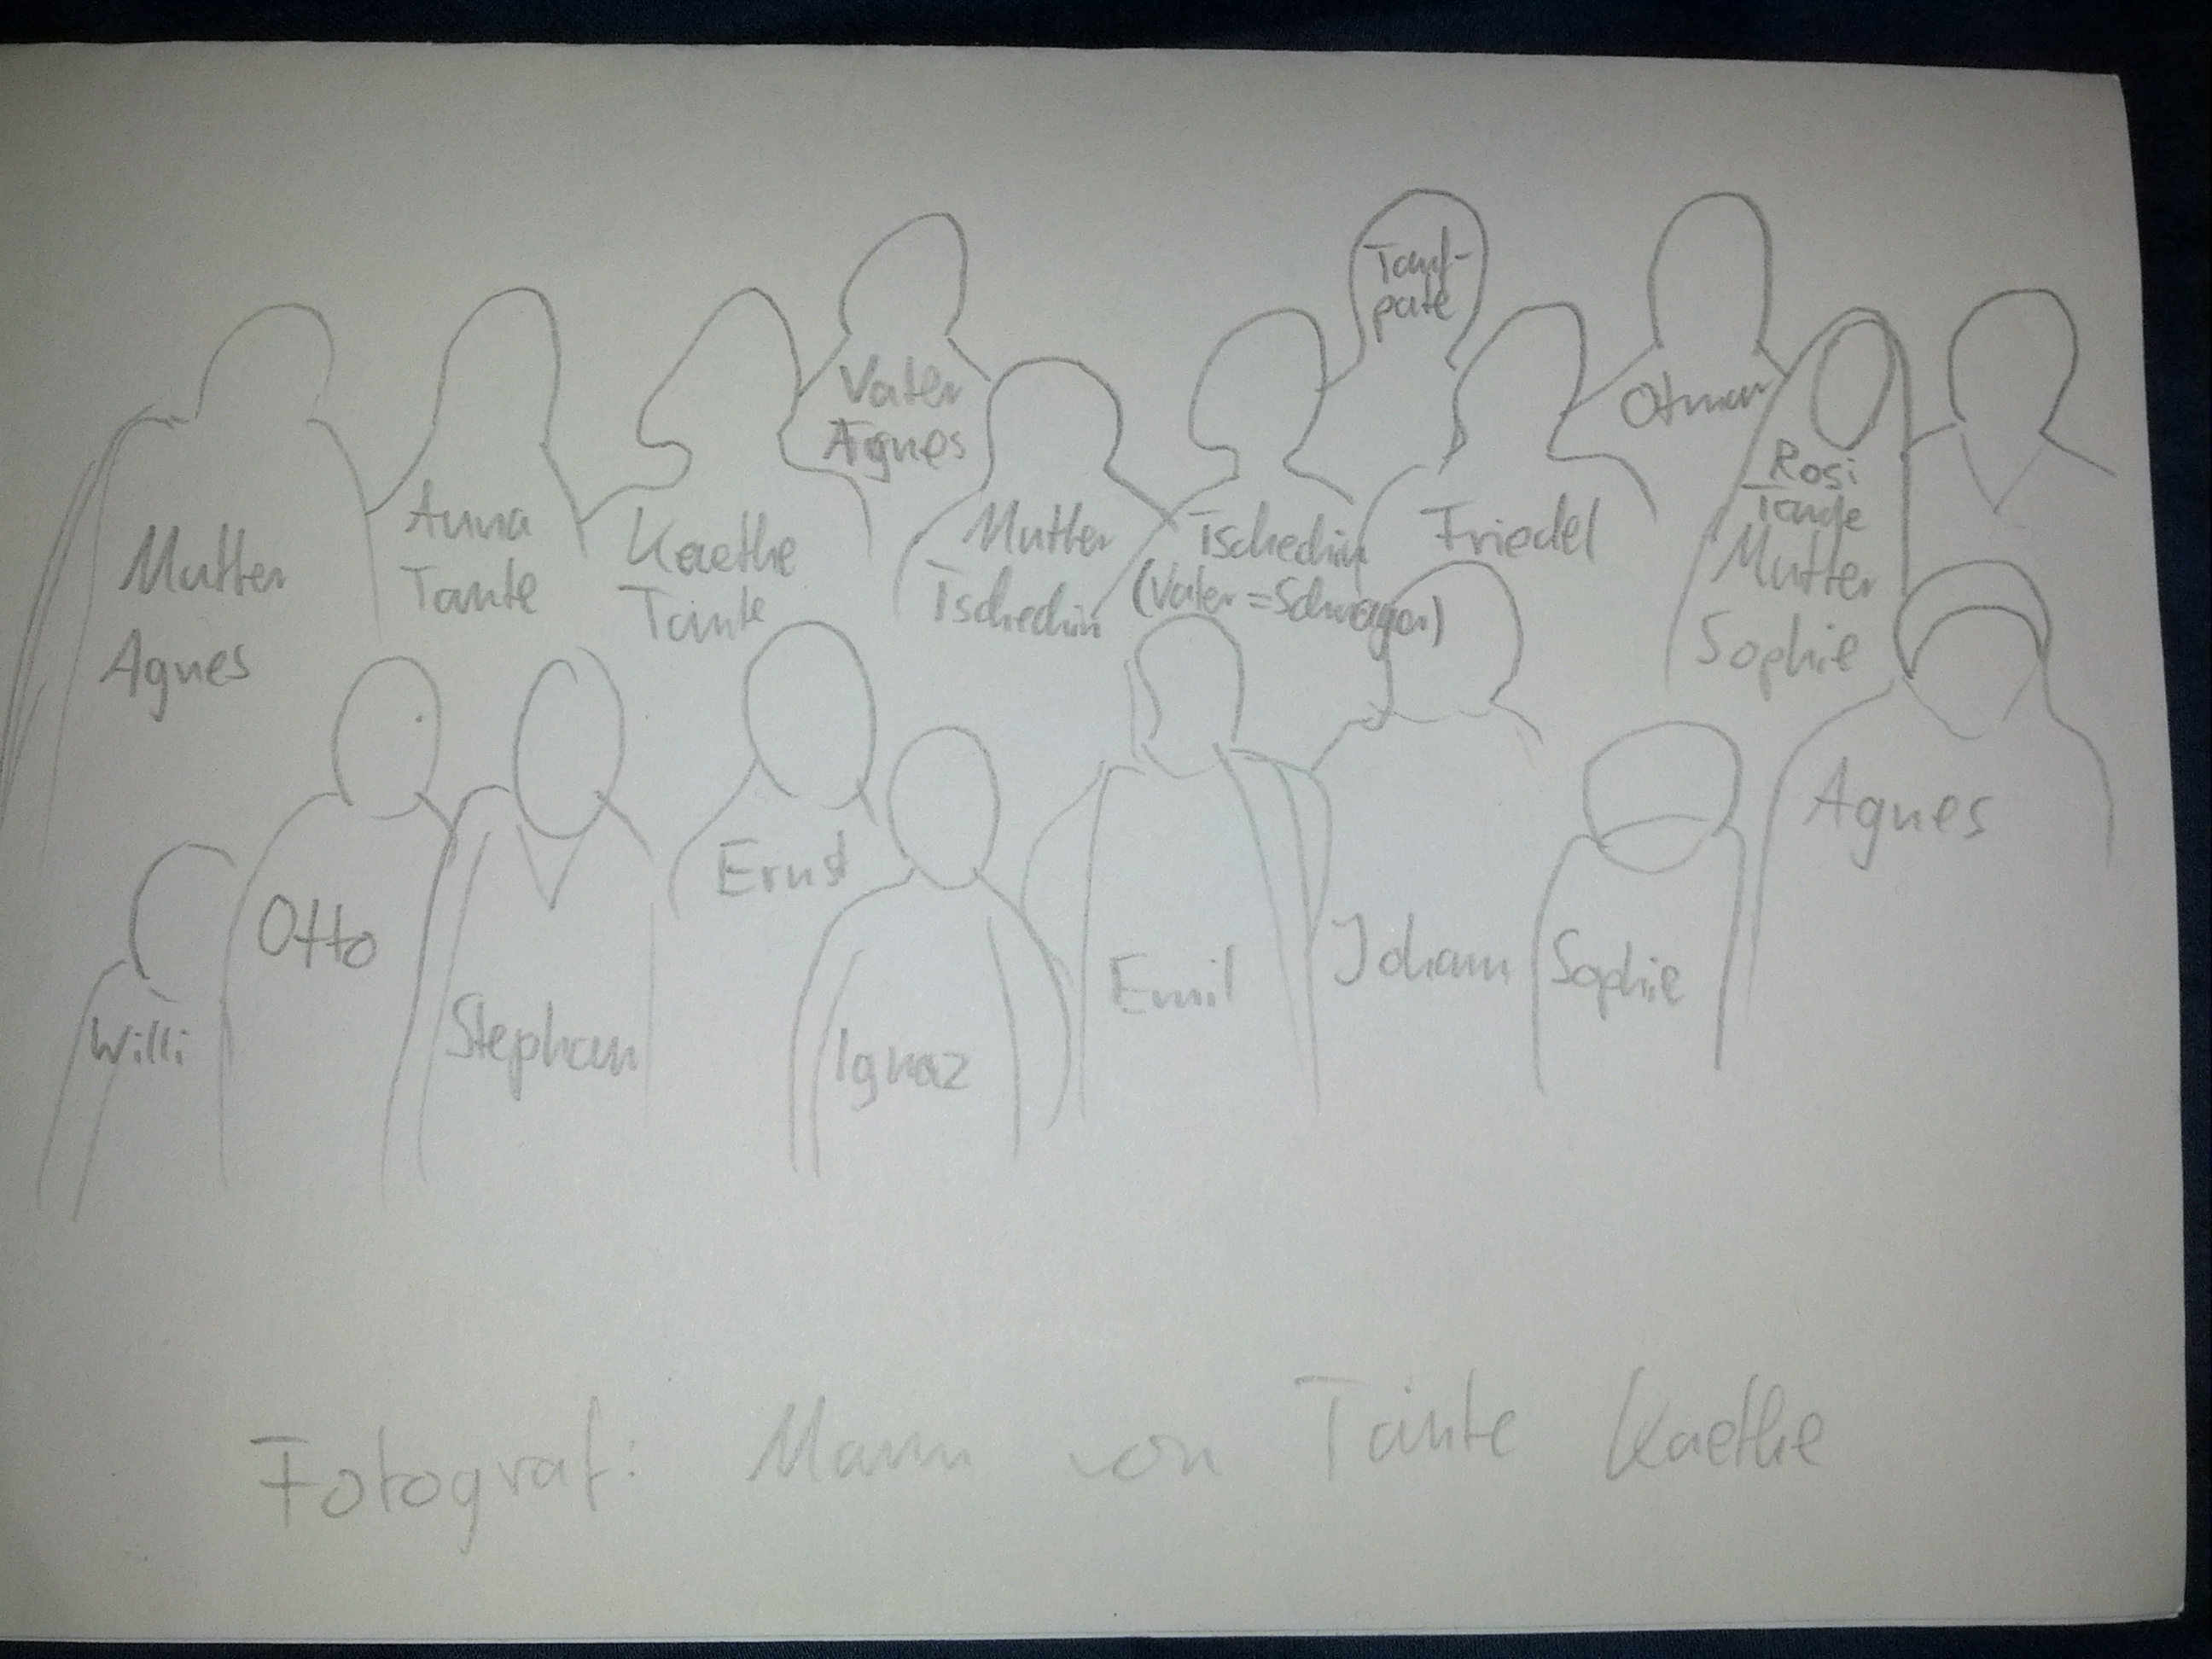 Tauf-
pate
Vater
Agnes
Otmar
Mutter
Agnes
Anna
Tante
Kaethe
Tante
Mutter
Tschechin
Tschechin
(Vater = Schwager)
Friedel
Rosi
Mutter
Sophie
Willi
Otto
Stephan
Ernst
Ignaz
Emil
Johann
Sophie
Agnes
Fotograf: Mann von Tante Kaethe